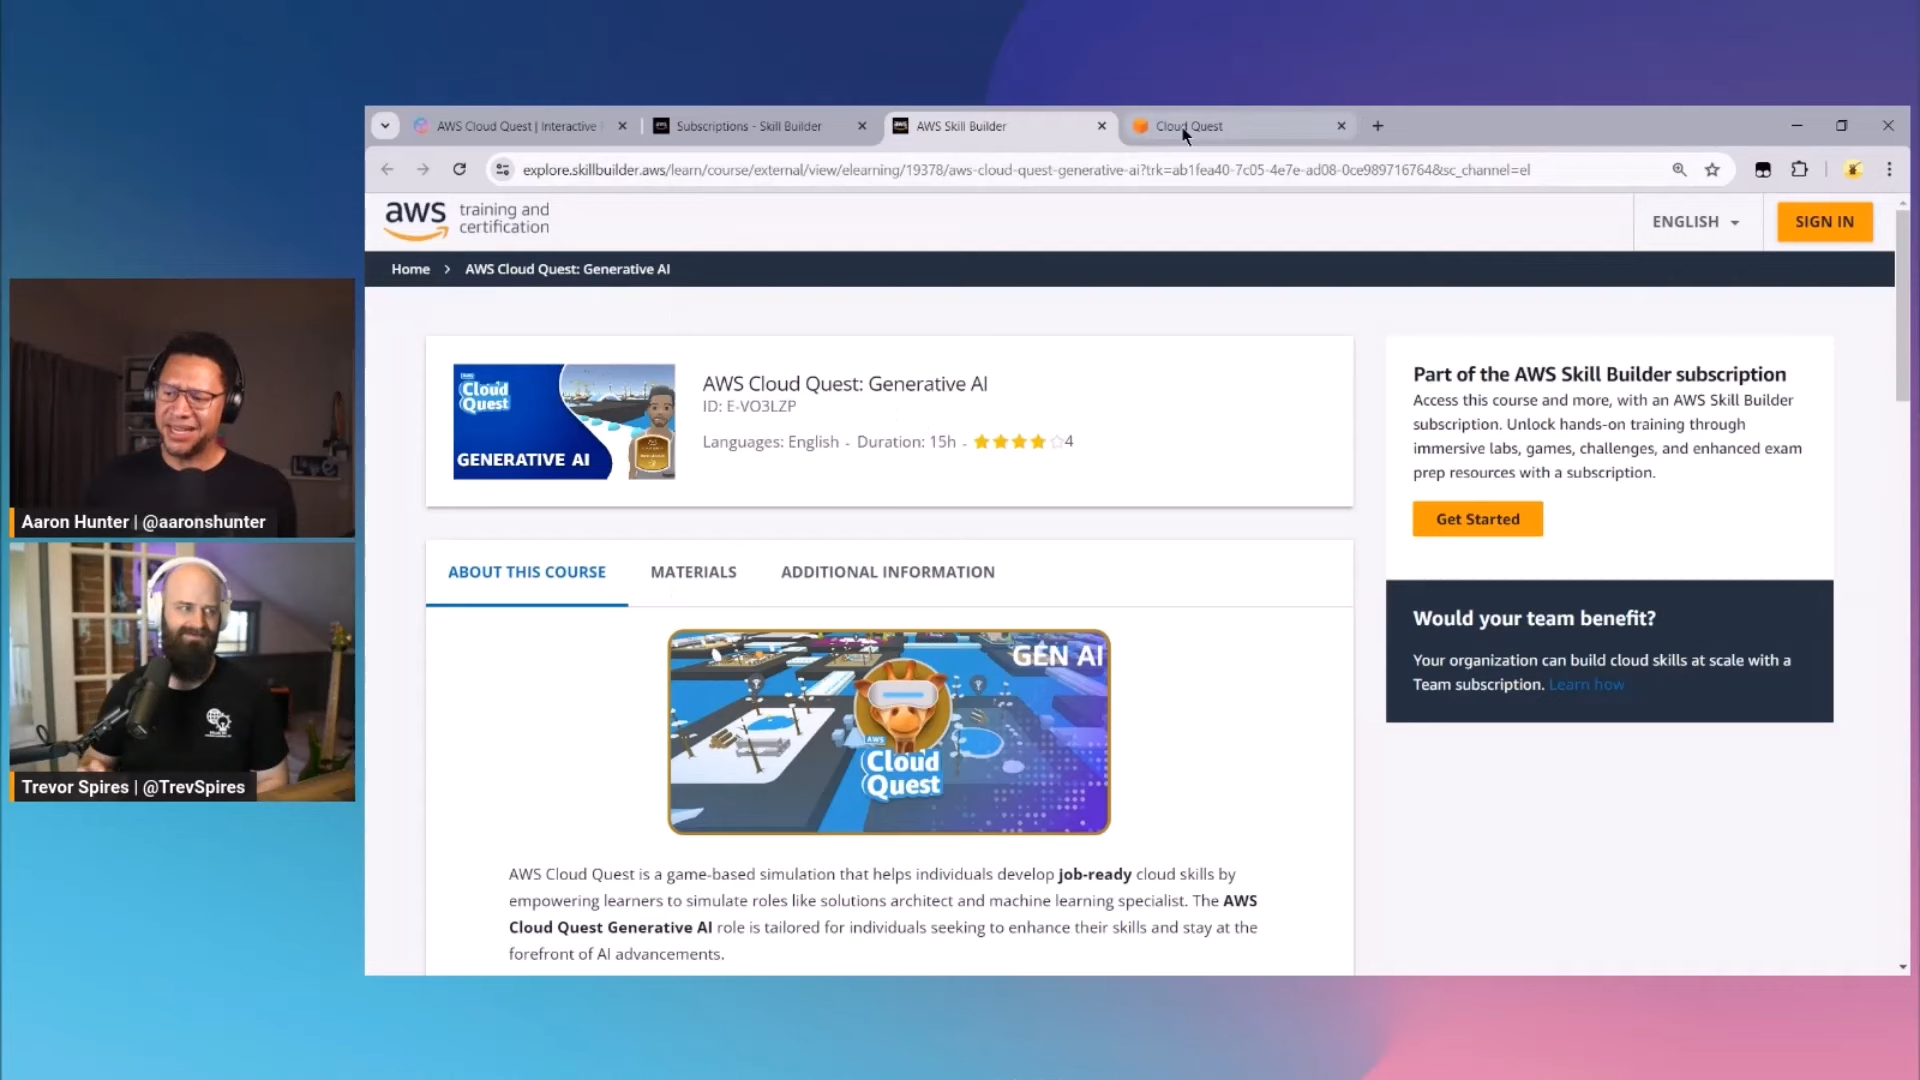 AWS Cloud Quest | Interactive
Subscriptions - Skill Builder
AWS Skill Builder
Cloud Quest
explore.skillbuilder.aws/learn/course/external/view/elearning/19378/aws-cloud-quest-generative-ai?trk=ab1fea40-7c05-4e7e-ad08-0ce989716764&sc_channel=el
aws training and
certification
ENGLISH
SIGN IN
Home > AWS Cloud Quest: Generative AI
aws
Cloud
Quest
GENERATIVE AI
AWS Cloud Quest: Generative AI
ID: E-VO3LZP
Languages: English - Duration: 15h - 4
Part of the AWS Skill Builder subscription
Access this course and more, with an AWS Skill Builder
subscription. Unlock hands-on training through
immersive labs, games, challenges, and enhanced exam
prep resources with a subscription.
Get Started
Would your team benefit?
Your organization can build cloud skills at scale with a
Team subscription. Learn how
ABOUT THIS COURSE
MATERIALS
ADDITIONAL INFORMATION
GEN AI
AWS
Cloud
Quest
AWS Cloud Quest is a game-based simulation that helps individuals develop job-ready cloud skills by
empowering learners to simulate roles like solutions architect and machine learning specialist. The AWS
Cloud Quest Generative AI role is tailored for individuals seeking to enhance their skills and stay at the
forefront of AI advancements.
Aaron Hunter | @aaronshunter
Trevor Spires | @TrevSpires